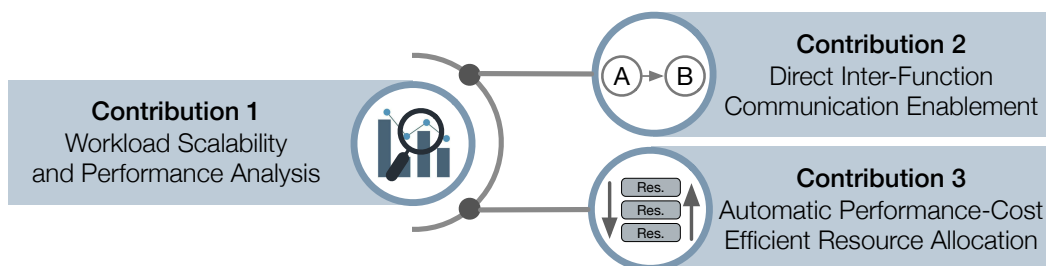 Contribution 1
Workload Scalability
and Performance Analysis
Contribution 2
Direct Inter-Function
Communication Enablement
A
B
Contribution 3
Automatic Performance-Cost
Efficient Resource Allocation
Res.
Res.
Res.